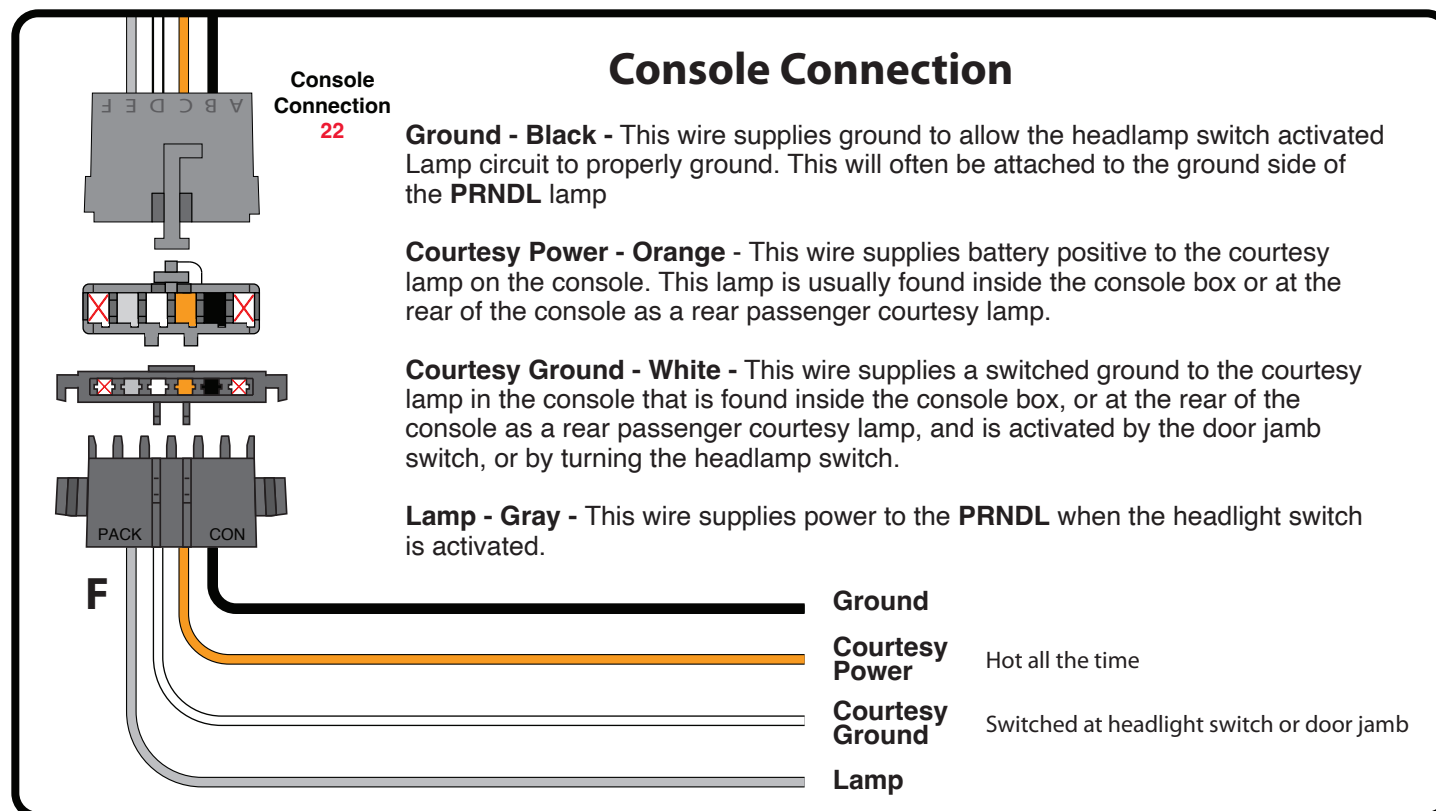 Console Connection
Console
Connection
22
F E D C B A
Ground - Black - This wire supplies ground to allow the headlamp switch activated
Lamp circuit to properly ground. This will often be attached to the ground side of
the PRNDL lamp
Courtesy Power - Orange - This wire supplies battery positive to the courtesy
lamp on the console. This lamp is usually found inside the console box or at the
rear of the console as a rear passenger courtesy lamp.
Courtesy Ground - White - This wire supplies a switched ground to the courtesy
lamp in the console that is found inside the console box, or at the rear of the
console as a rear passenger courtesy lamp, and is activated by the door jamb
switch, or by turning the headlamp switch.
Lamp - Gray - This wire supplies power to the PRNDL when the headlight switch
is activated.
PACK CON
F
Ground
Courtesy
Power
Hot all the time
Courtesy
Ground
Switched at headlight switch or door jamb
Lamp